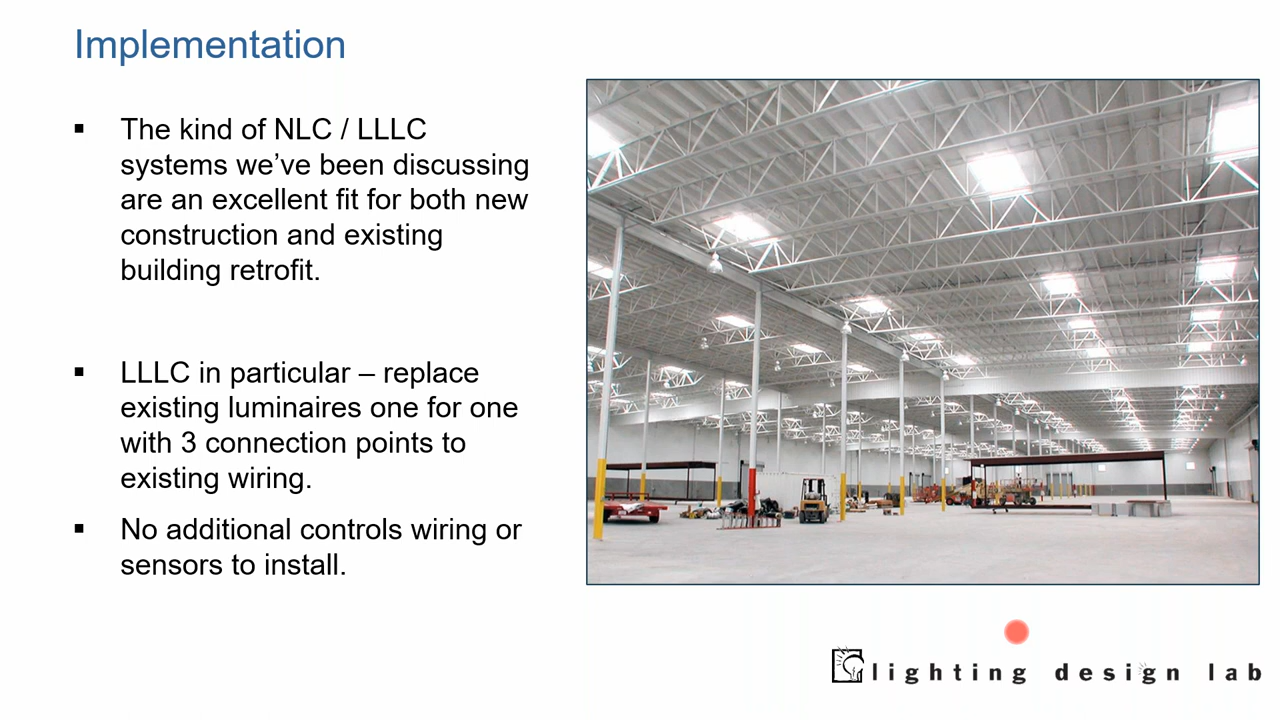 Implementation
▪ The kind of NLC / LLLC
systems we’ve been discussing
are an excellent fit for both new
construction and existing
building retrofit.
▪ LLLC in particular – replace
existing luminaires one for one
with 3 connection points to
existing wiring.
▪ No additional controls wiring or
sensors to install.
lighting design lab